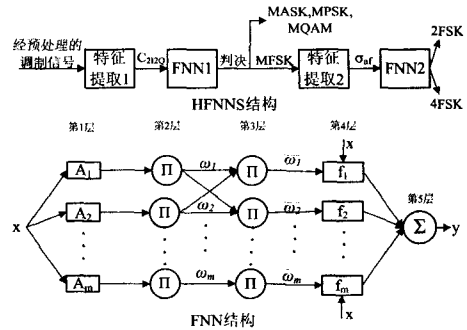 MASK,MPSK,
MQAM
经预处理的
调制信号
特征
提取1
C212Q
FNN1
判决
MFSK
特征
提取2
σaf
FNN2
2FSK
4FSK
HFNNS结构
第1层 第2层 第3层 第4层
x
A1 Π ω1 Π ω̄1 f1
第5层
x A2 Π ω2 Π ω̄2 f2 Σ y
Am Π ωm Π ω̄m fm
x
FNN结构